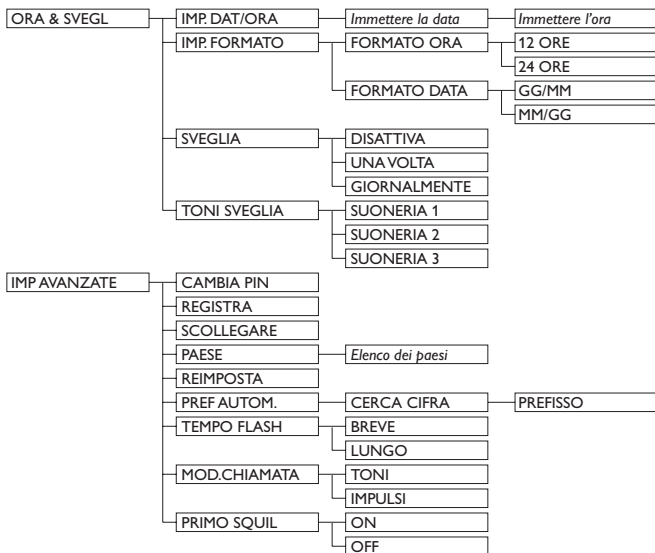 ORA & SVEGL IMP. DAT/ORA Immettere la data Immettere l'ora
IMP. FORMATO FORMATO ORA 12 ORE
24 ORE
FORMATO DATA GG/MM
MM/GG
SVEGLIA DISATTIVA
UNA VOLTA
GIORNALMENTE
TONI SVEGLIA SUONERIA 1
SUONERIA 2
SUONERIA 3
IMP AVANZATE CAMBIA PIN
REGISTRA
SCOLLEGARE
PAESE Elenco dei paesi
REIMPOSTA
PREF AUTOM. CERCA CIFRA PREFISSO
TEMPO FLASH BREVE
LUNGO
MOD.CHIAMATA TONI
IMPULSI
PRIMO SQUIL ON
OFF